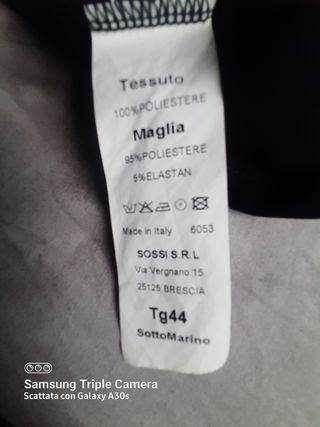 Tessuto
100%POLIESTERE
Maglia
95%POLIESTERE
5%ELASTAN
Made in Italy 6053
SOSSI S.R.L
Via Vergnano 15
25125 BRESCIA
Tg44
SottoMarino
Samsung Triple Camera
Scattata con Galaxy A30s